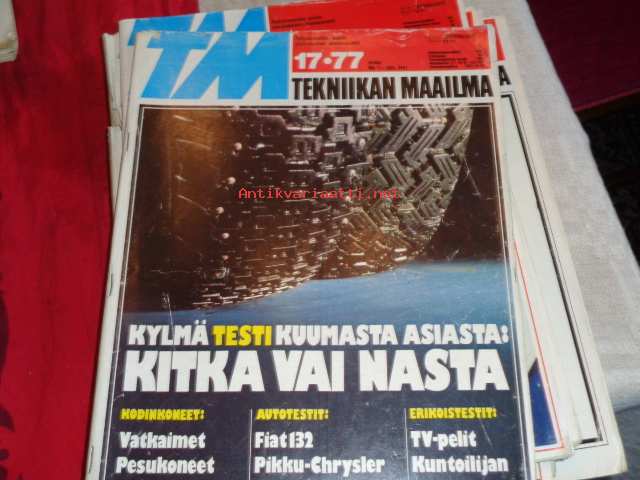 TM
17•77
TEKNIIKAN MAAILMA
Antikvariaatti.net
KYLMÄ TESTI KUUMASTA ASIASTA:
KITKA VAI NASTA
KODINKONEET:
Vatkaimet
Pesukoneet
AUTOTESTIT:
Fiat 132
Pikku-Chrysler
ERIKOISTESTIT:
TV-pelit
Kuntoilijan